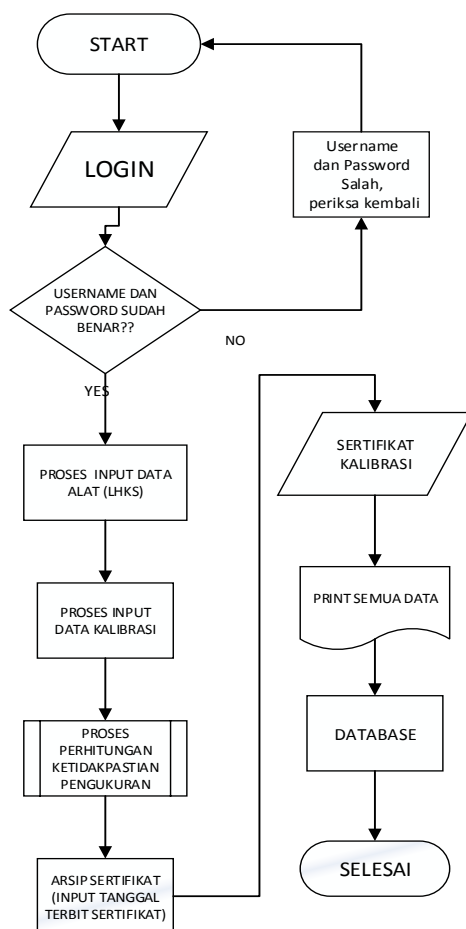 START
LOGIN
USERNAME DAN
PASSWORD SUDAH
BENAR??
NO
Username
dan Password
Salah,
periksa kembali
YES
PROSES INPUT DATA
ALAT (LHKS)
PROSES INPUT
DATA KALIBRASI
PROSES
PERHITUNGAN
KETIDAKPASTIAN
PENGUKURAN
ARSIP SERTIFIKAT
(INPUT TANGGAL
TERBIT SERTIFIKAT)
SERTIFIKAT
KALIBRASI
PRINT SEMUA DATA
DATABASE
SELESAI